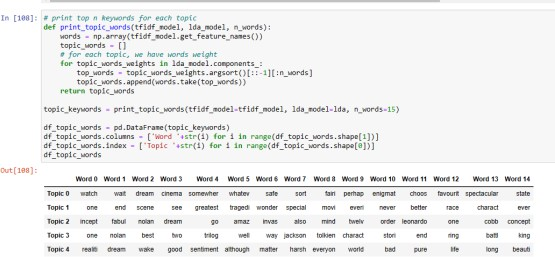 In [108]: # print top n keywords for each topic
def print_topic_words(tfidf_model, lda_model, n_words):
words = np.array(tfidf_model.get_feature_names())
topic_words = []
# for each topic, we have words weight
for topic_words_weights in lda_model.components_:
top_words = topic_words_weights.argsort()[::-1][:n_words]
topic_words.append(words.take(top_words))
return topic_words
topic_keywords = print_topic_words(tfidf_model=tfidf_model, lda_model=lda, n_words=15)
df_topic_words = pd.DataFrame(topic_keywords)
df_topic_words.columns = ['Word '+str(i) for i in range(df_topic_words.shape[1])]
df_topic_words.index = ['Topic '+str(i) for i in range(df_topic_words.shape[0])]
df_topic_words
Out[108]:
Word 0 Word 1 Word 2 Word 3 Word 4 Word 5 Word 6 Word 7 Word 8 Word 9 Word 10 Word 11 Word 12 Word 13 Word 14
Topic 0 watch wait dream cinema somewher whatev safe sort fairi perhap enigmat choos favourit spectacular state
Topic 1 one end scene see greatest tragedi wonder special movi everi never better race charact ever
Topic 2 incept fabul nolan dream go amaz invas also mind twelv order leonardo one cobb concept
Topic 3 one nolan best two trilog well way jackson tolkien charact stori end ring battl king
Topic 4 realiti dream wake good sentiment although matter harsh everyon world bad pure life long beauti